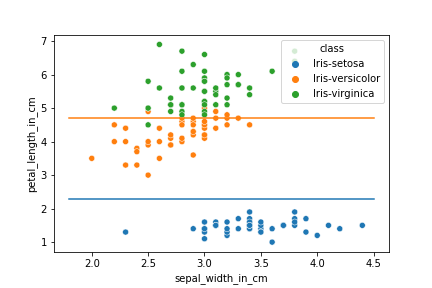 class
Iris-setosa
Iris-versicolor
Iris-virginica
7
6
5
4
3
2
1
petal_length_in_cm
2.0 2.5 3.0 3.5 4.0 4.5
sepal_width_in_cm